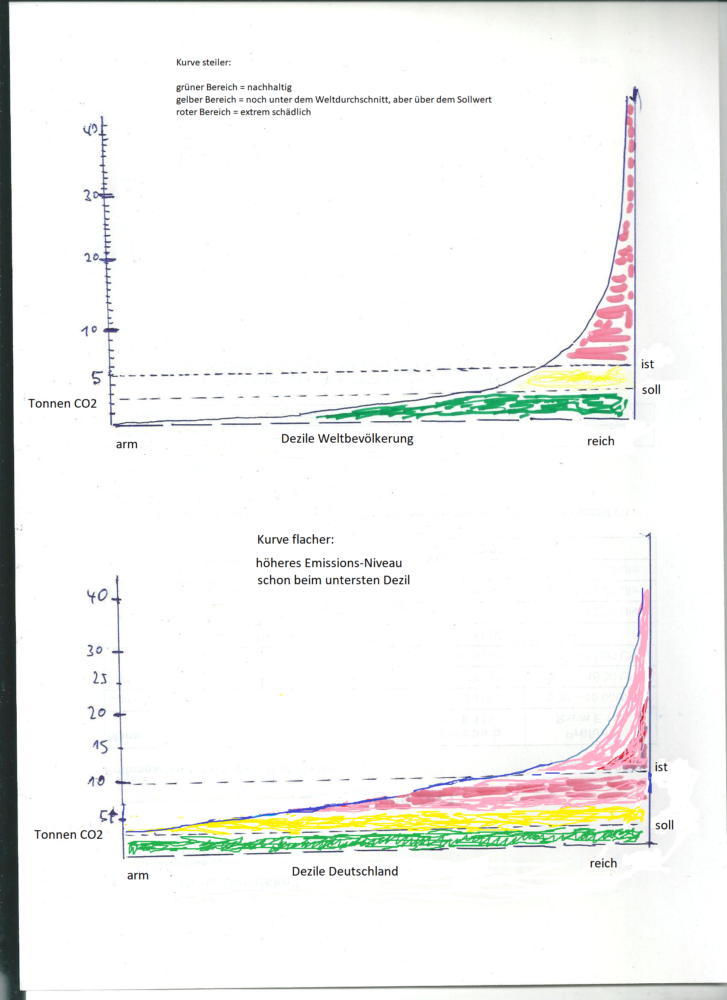 Kurve steiler:
grüner Bereich = nachhaltig
gelber Bereich = noch unter dem Weltdurchschnitt, aber über dem Sollwert
roter Bereich = extrem schädlich
40
30
20
10
5
ist
soll
Tonnen CO2
arm
Dezile Weltbevölkerung
reich
Kurve flacher:
höheres Emissions-Niveau
schon beim untersten Dezil
40
30
25
20
15
10
5t
ist
soll
Tonnen CO2
arm
Dezile Deutschland
reich